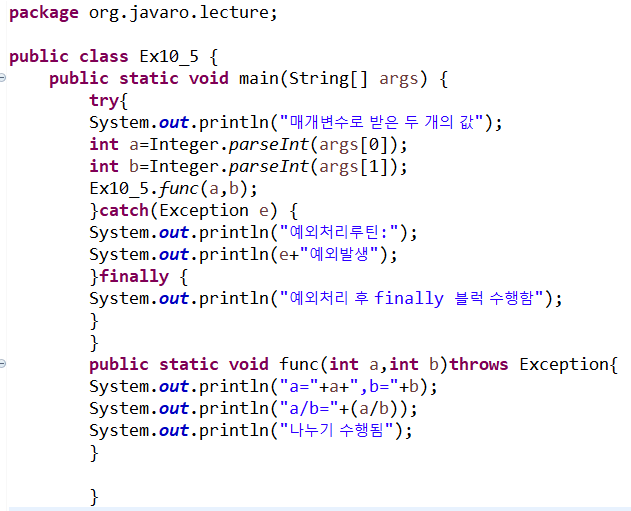 package org.javaro.lecture;
public class Ex10_5 {
public static void main(String[] args) {
try{
System.out.println("매개변수로 받은 두 개의 값");
int a=Integer.parseInt(args[0]);
int b=Integer.parseInt(args[1]);
Ex10_5.func(a,b);
}catch(Exception e) {
System.out.println("예외처리루틴:");
System.out.println(e+"예외발생");
}finally {
System.out.println("예외처리 후 finally 블럭 수행함");
}
}
public static void func(int a,int b)throws Exception{
System.out.println("a="+a+",b="+b);
System.out.println("a/b="+(a/b));
System.out.println("나누기 수행됨");
}
}